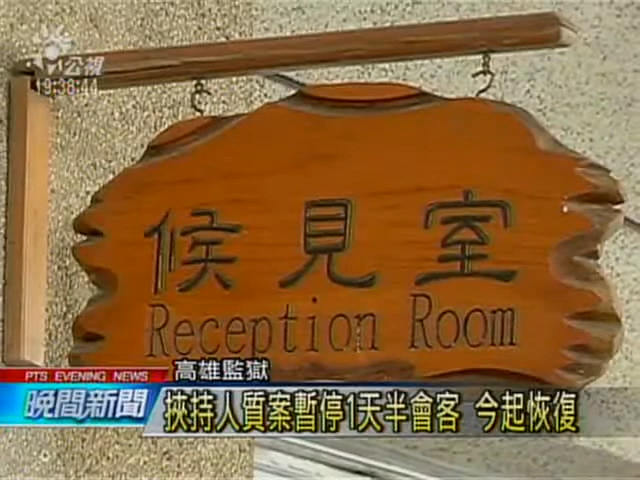 公視
19:38:44
候見室
Reception Room
PTS EVENING NEWS
高雄監獄
晚間新聞
挾持人質案暫停1天半會客 今起恢復